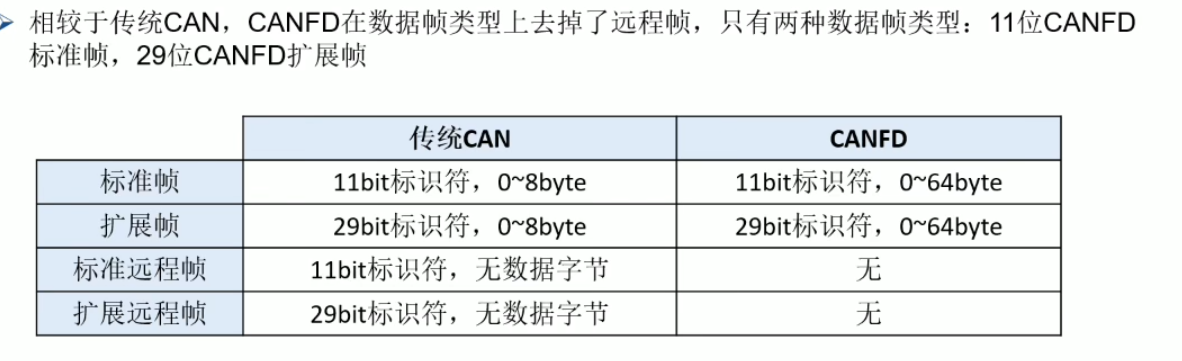 相较于传统CAN，CANFD在数据帧类型上去掉了远程帧，只有两种数据帧类型：11位CANFD
标准帧，29位CANFD扩展帧
传统CAN CANFD
标准帧 11bit标识符，0~8byte 11bit标识符，0~64byte
扩展帧 29bit标识符，0~8byte 29bit标识符，0~64byte
标准远程帧 11bit标识符，无数据字节 无
扩展远程帧 29bit标识符，无数据字节 无